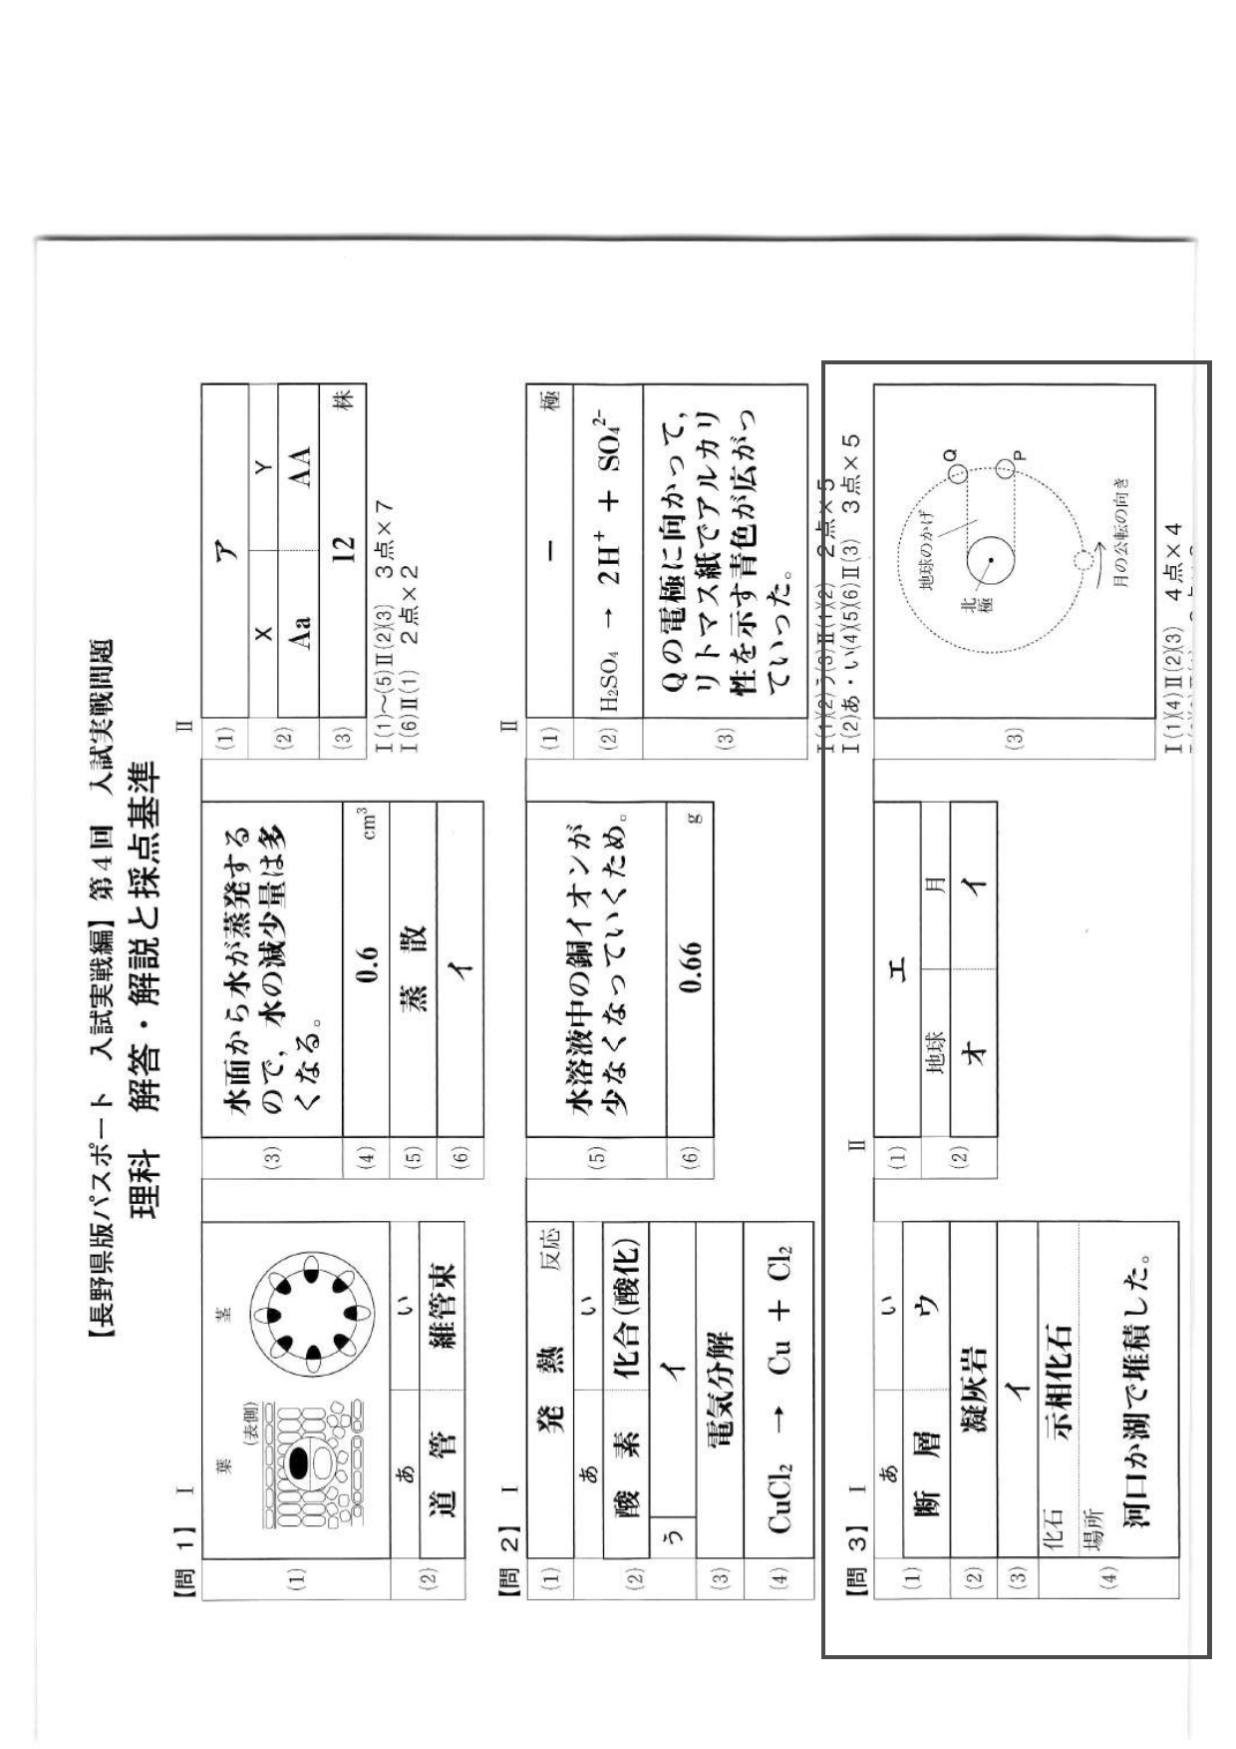 【長野県版パスポート　入試実戦編】第４回　入試実戦問題
理科　解答・解説と採点基準
【問　1】　Ⅰ
(1)
葉
(表側)
茎
(2)
あ　い
道　管　維管束
(3)
水面から水が蒸発する
ので，水の減少量は多
くなる。
(4)　0.6　cm³
(5)　蒸　散
(6)　イ
Ⅱ
(1)　ア
(2)
X　Y
Aa　AA
(3)　12　株
Ⅰ(1)～(5)Ⅱ(2)(3)　3点×7
Ⅰ(6)Ⅱ(1)　2点×2
【問　2】　Ⅰ
(1)　発　熱　反応
(2)
あ　い
酸　素　化合(酸化)
う　イ
(3)　電気分解
(4)　CuCl₂　→　Cu　+　Cl₂
(5)
水溶液中の銅イオンが
少なくなっていくため。
(6)　0.66　g
Ⅱ
(1)　－　極
(2)　H₂SO₄　→　2H⁺　+　SO₄²⁻
(3)
Qの電極に向かって，
リトマス紙でアルカリ
性を示す青色が広がっ
ていった。
Ⅰ(1)(2)う(3)Ⅱ(1)(2)　2点×5
Ⅰ(2)あ・い(4)(5)(6)Ⅱ(3)　3点×5
【問　3】　Ⅰ
(1)
あ　い
断　層　ウ
(2)　凝灰岩
(3)　イ
(4)
化石　示相化石
場所
河口か湖で堆積した。
Ⅱ
(1)　エ
(2)
地球　月
オ　イ
(3)
地球のかげ
Q
P
北極
月の公転の向き
Ⅰ(1)(4)Ⅱ(2)(3)　4点×4